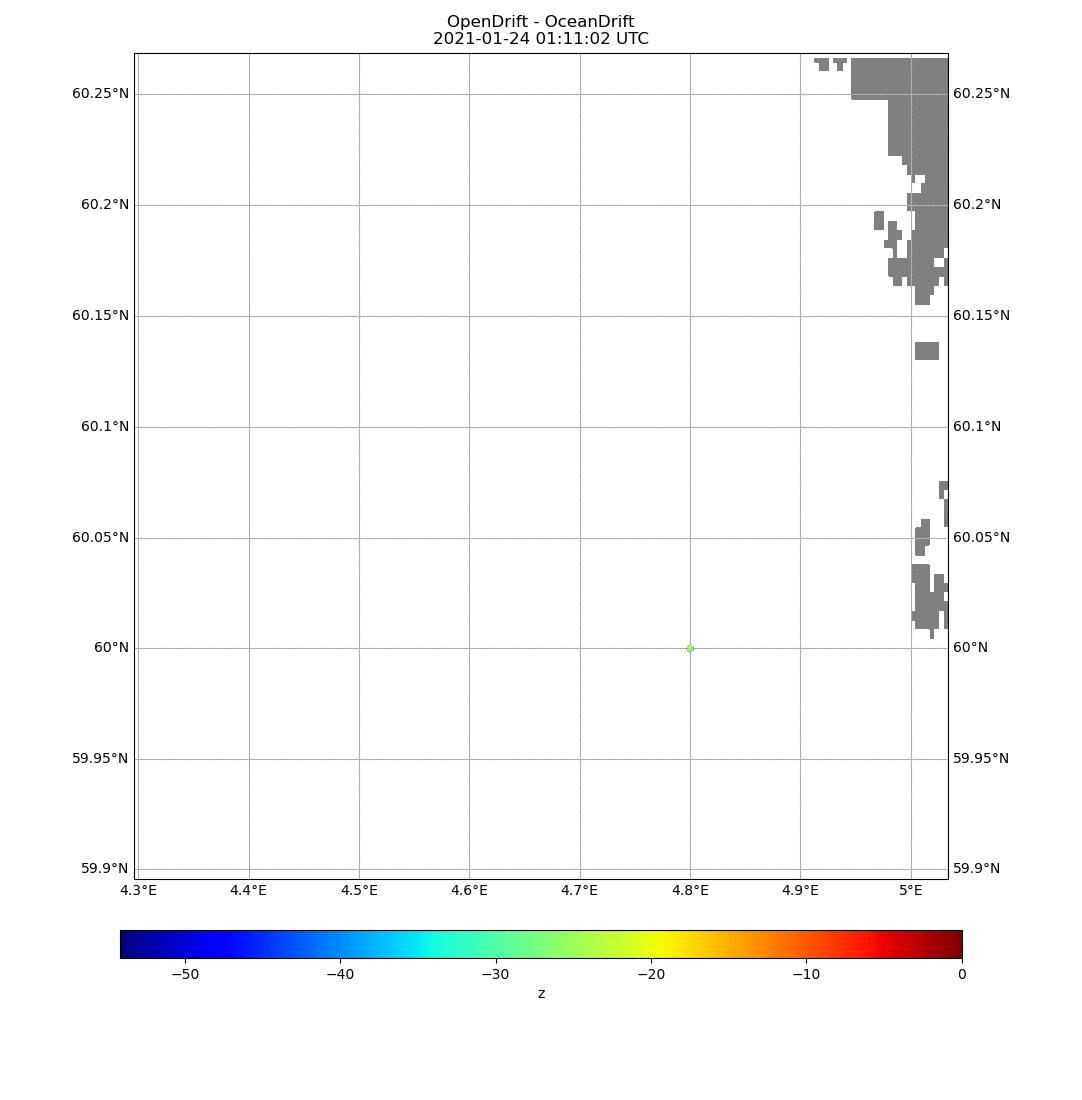 OpenDrift - OceanDrift
2021-01-24 01:11:02 UTC
60.25°N 60.25°N
60.2°N 60.2°N
60.15°N 60.15°N
60.1°N 60.1°N
60.05°N 60.05°N
60°N 60°N
59.95°N 59.95°N
59.9°N 59.9°N
4.3°E 4.4°E 4.5°E 4.6°E 4.7°E 4.8°E 4.9°E 5°E
−50 −40 −30 −20 −10 0
z